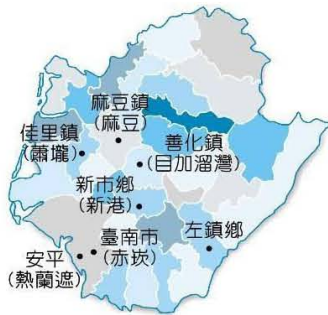 麻豆鎮
(麻豆)
佳里鎮
(蕭壠)
善化鎮
(目加溜灣)
新市鄉
(新港)
臺南市
(赤崁)
左鎮鄉
安平
(熱蘭遮)